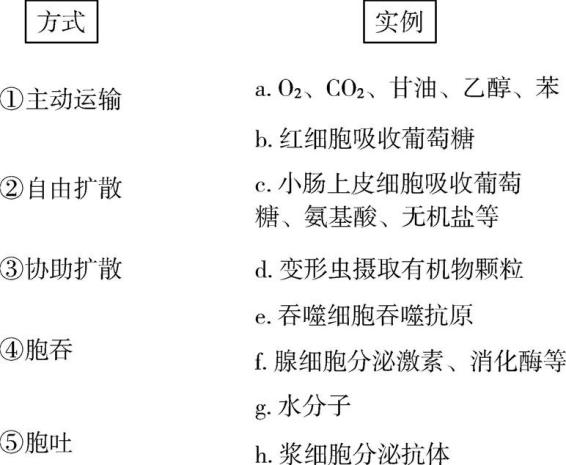 方式
实例
①主动运输
a. O₂、CO₂、甘油、乙醇、苯
b. 红细胞吸收葡萄糖
②自由扩散
c. 小肠上皮细胞吸收葡萄
糖、氨基酸、无机盐等
③协助扩散
d. 变形虫摄取有机物颗粒
e. 吞噬细胞吞噬抗原
④胞吞
f. 腺细胞分泌激素、消化酶等
g. 水分子
⑤胞吐
h. 浆细胞分泌抗体